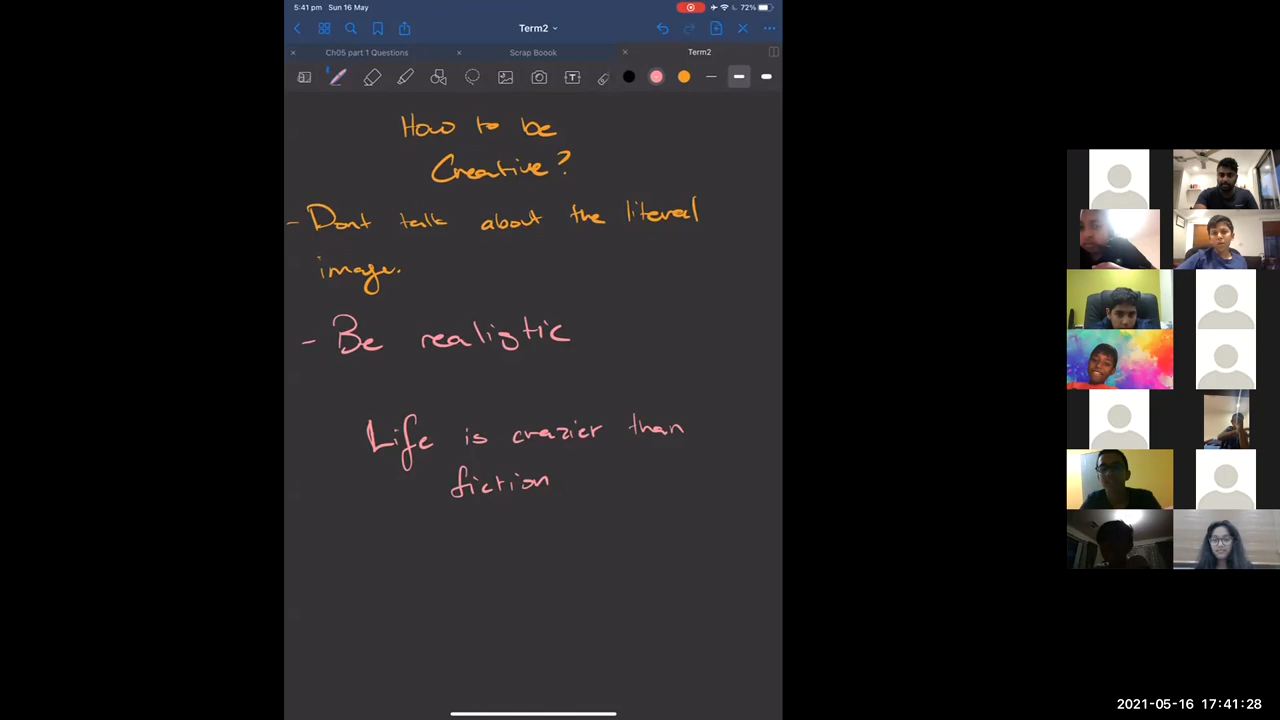 5:41 pm Sun 16 May
72%
Term2
Ch05 part 1 Questions
Scrap Boook
Term2
How to be
Creative?
- Dont talk about the literal
image.
- Be realistic
Life is crazier than
fiction
2021-05-16 17:41:28